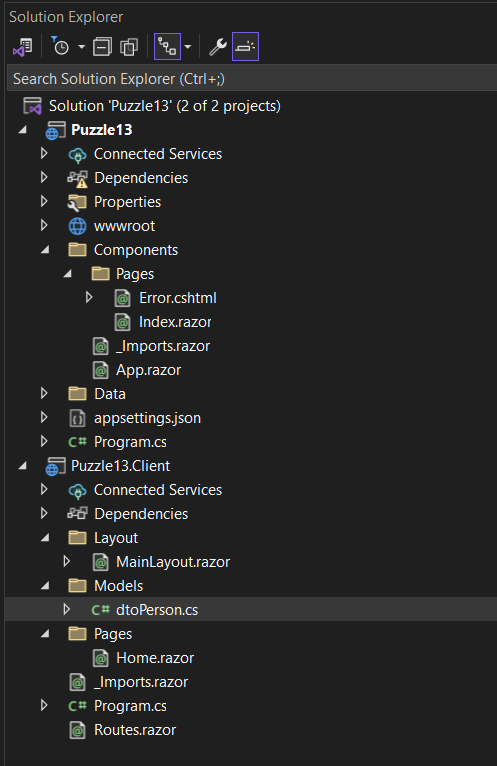 Solution Explorer
Search Solution Explorer (Ctrl+;)
Solution 'Puzzle13' (2 of 2 projects)
Puzzle13
Connected Services
Dependencies
Properties
wwwroot
Components
Pages
Error.cshtml
Index.razor
_Imports.razor
App.razor
Data
appsettings.json
C# Program.cs
Puzzle13.Client
Connected Services
Dependencies
Layout
MainLayout.razor
Models
C# dtoPerson.cs
Pages
Home.razor
_Imports.razor
C# Program.cs
Routes.razor